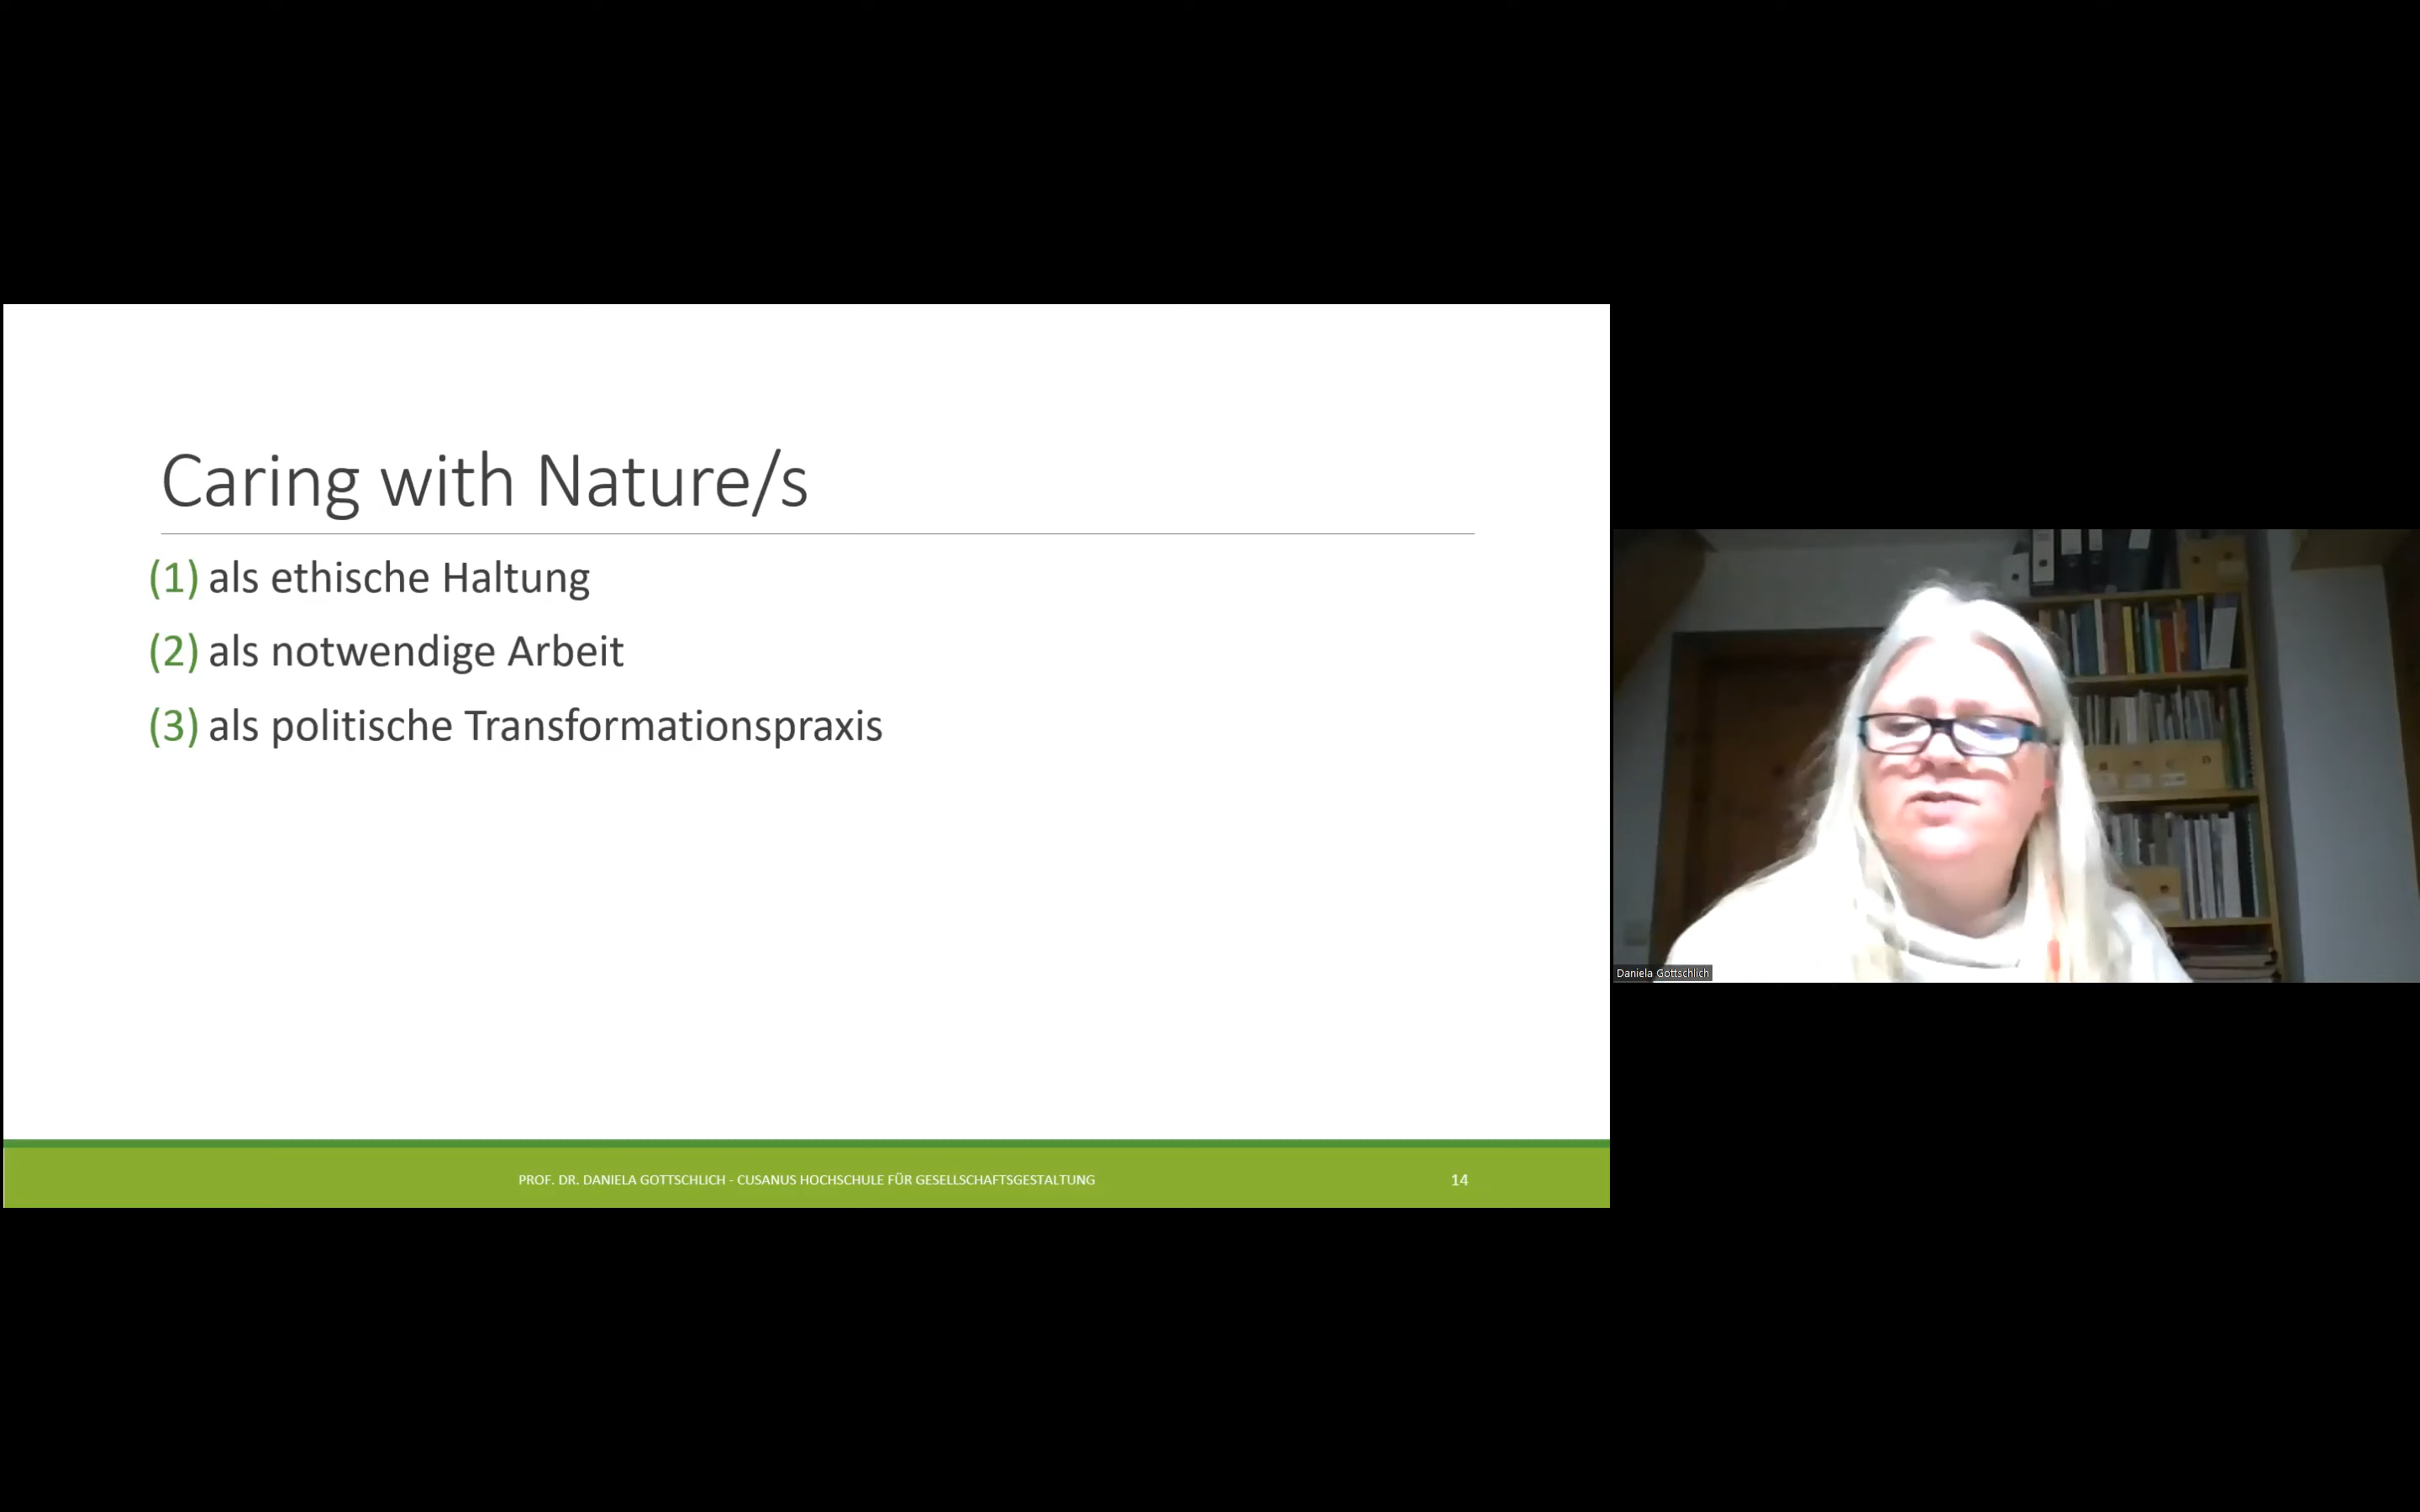 Caring with Nature/s
(1) als ethische Haltung
(2) als notwendige Arbeit
(3) als politische Transformationspraxis
PROF. DR. DANIELA GOTTSCHLICH - CUSANUS HOCHSCHULE FÜR GESELLSCHAFTSGESTALTUNG
14
Daniela Gottschlich